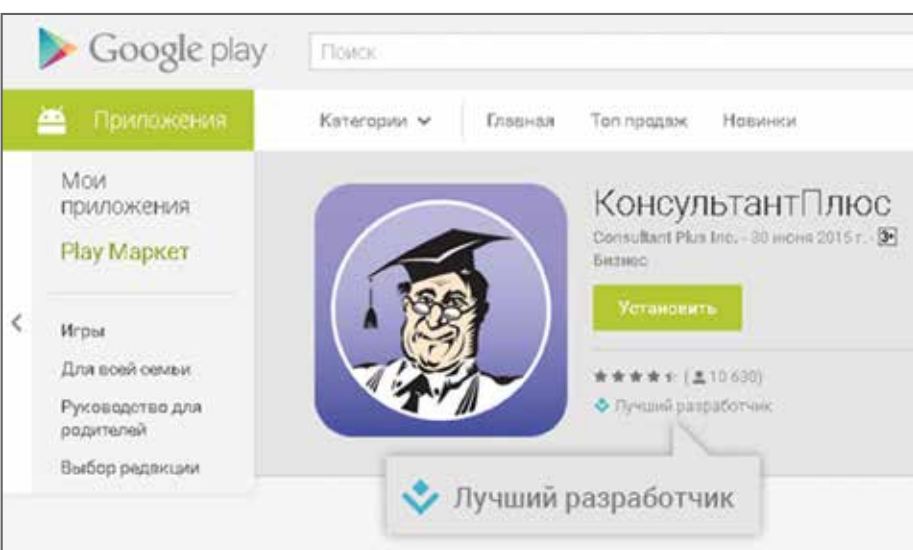 Google play
Поиск
Приложения
Категории
Главная
Топ продаж
Новинки
Мои
приложения
Play Маркет
Игры
Для всей семьи
Руководство для
родителей
Выбор редакции
КонсультантПлюс
Consultant Plus Inc. - 30 июня 2015 г. - 3+
Бизнес
Установить
(10 630)
Лучший разработчик
Лучший разработчик